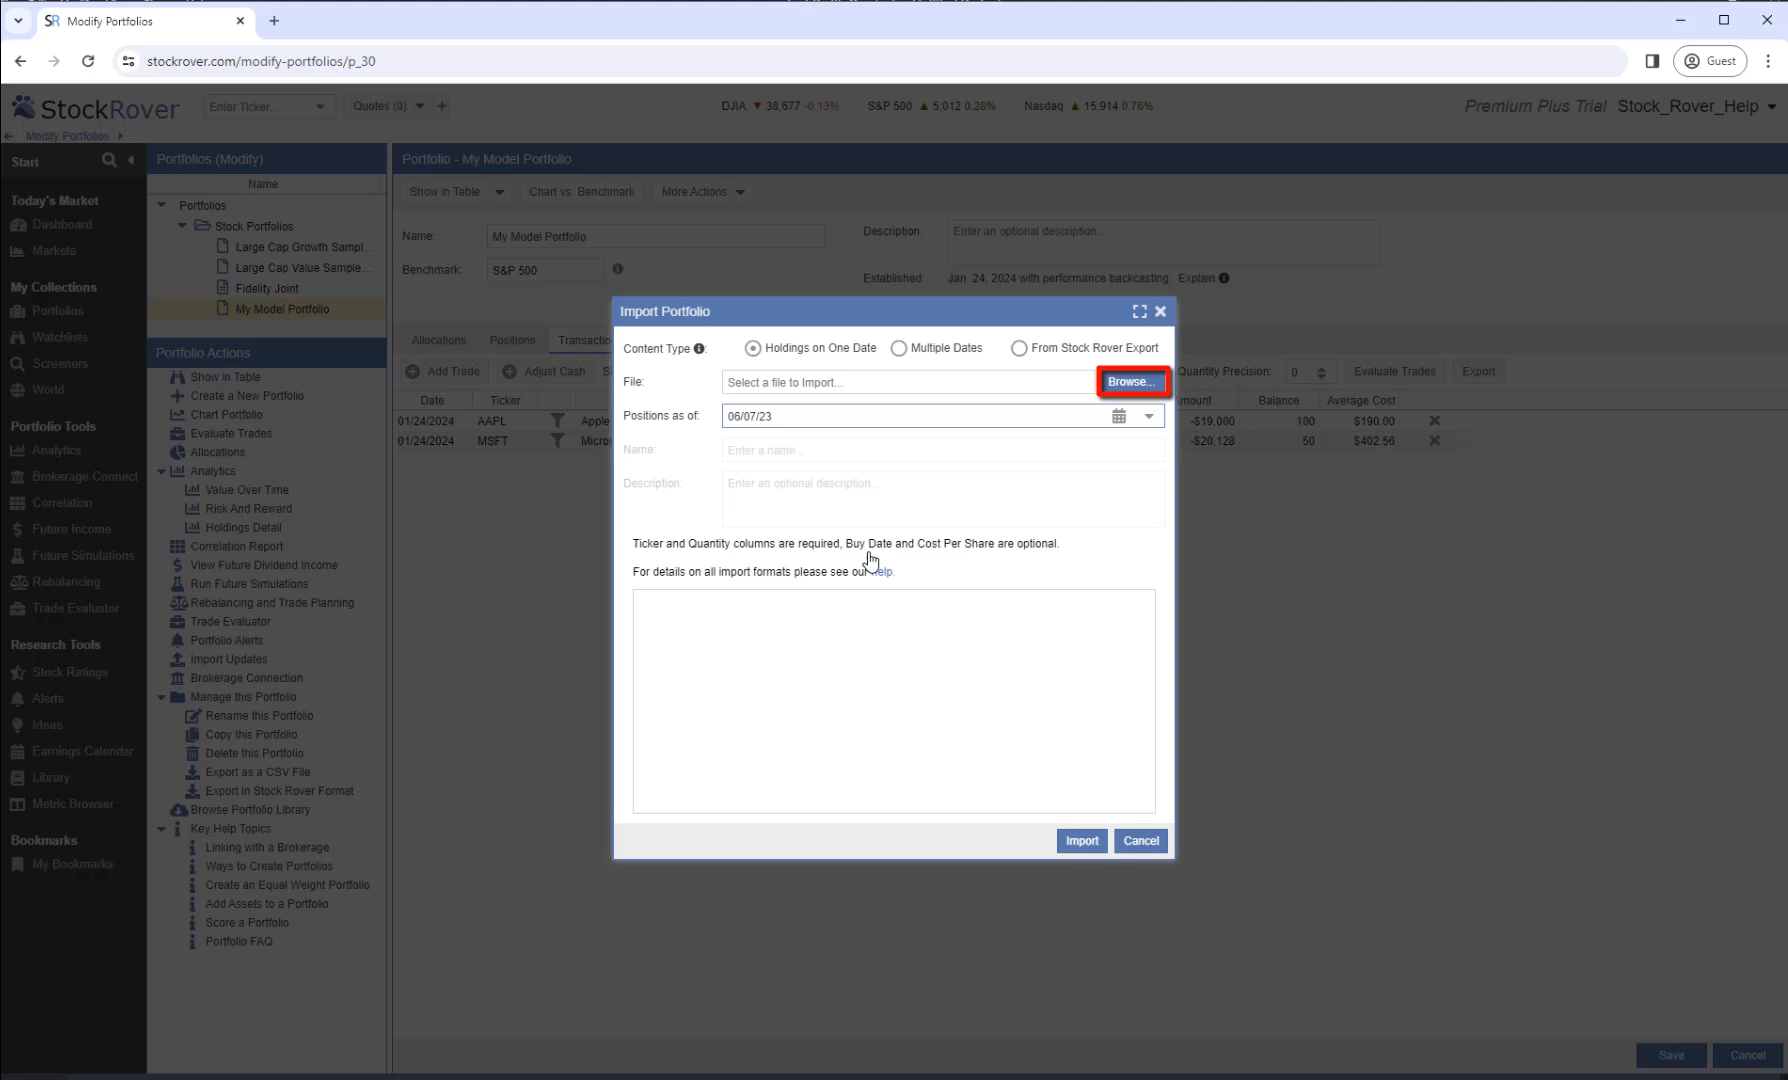 Modify Portfolios
stockrover.com/modify-portfolios/p_30
Guest
StockRover
Enter Ticker...
Quotes (0)
DJIA ▼ 38,677 -0.13%
S&P 500 ▲ 5,012 0.28%
Nasdaq ▲ 15,914 0.76%
Premium Plus Trial
Stock_Rover_Help
Modify Portfolios
Start
Today's Market
Dashboard
Markets
My Collections
Portfolios
Watchlists
Screeners
World
Portfolio Tools
Analytics
Brokerage Connect
Correlation
Future Income
Future Simulations
Rebalancing
Trade Evaluator
Research Tools
Stock Ratings
Alerts
Ideas
Earnings Calendar
Library
Metric Browser
Bookmarks
My Bookmarks
Portfolios (Modify)
Name
Portfolios
Stock Portfolios
Large Cap Growth Sampl...
Large Cap Value Sample...
Fidelity Joint
My Model Portfolio
Portfolio Actions
Show in Table
Create a New Portfolio
Chart Portfolio
Evaluate Trades
Allocations
Analytics
Value Over Time
Risk And Reward
Holdings Detail
Correlation Report
View Future Dividend Income
Run Future Simulations
Rebalancing and Trade Planning
Trade Evaluator
Portfolio Alerts
Import Updates
Brokerage Connection
Manage this Portfolio
Rename this Portfolio
Copy this Portfolio
Delete this Portfolio
Export as a CSV File
Export in Stock Rover Format
Browse Portfolio Library
Key Help Topics
Linking with a Brokerage
Ways to Create Portfolios
Create an Equal Weight Portfolio
Add Assets to a Portfolio
Score a Portfolio
Portfolio FAQ
Portfolio - My Model Portfolio
Show in Table
Chart vs. Benchmark
More Actions
Name: My Model Portfolio
Description: Enter an optional description...
Benchmark: S&P 500
Established: Jan. 24, 2024 with performance backcasting. Explain
Allocations
Positions
Transactio
Add Trade
Adjust Cash
Quantity Precision: 0
Evaluate Trades
Export
Date Ticker mount Balance Average Cost
01/24/2024 AAPL Apple -$19,000 100 $190.00
01/24/2024 MSFT Micros -$20,128 50 $402.56
Import Portfolio
Content Type : Holdings on One Date Multiple Dates From Stock Rover Export
File: Select a file to Import... Browse...
Positions as of: 06/07/23
Name: Enter a name...
Description: Enter an optional description...
Ticker and Quantity columns are required, Buy Date and Cost Per Share are optional.
For details on all import formats please see our help.
Import
Cancel
Save
Cancel